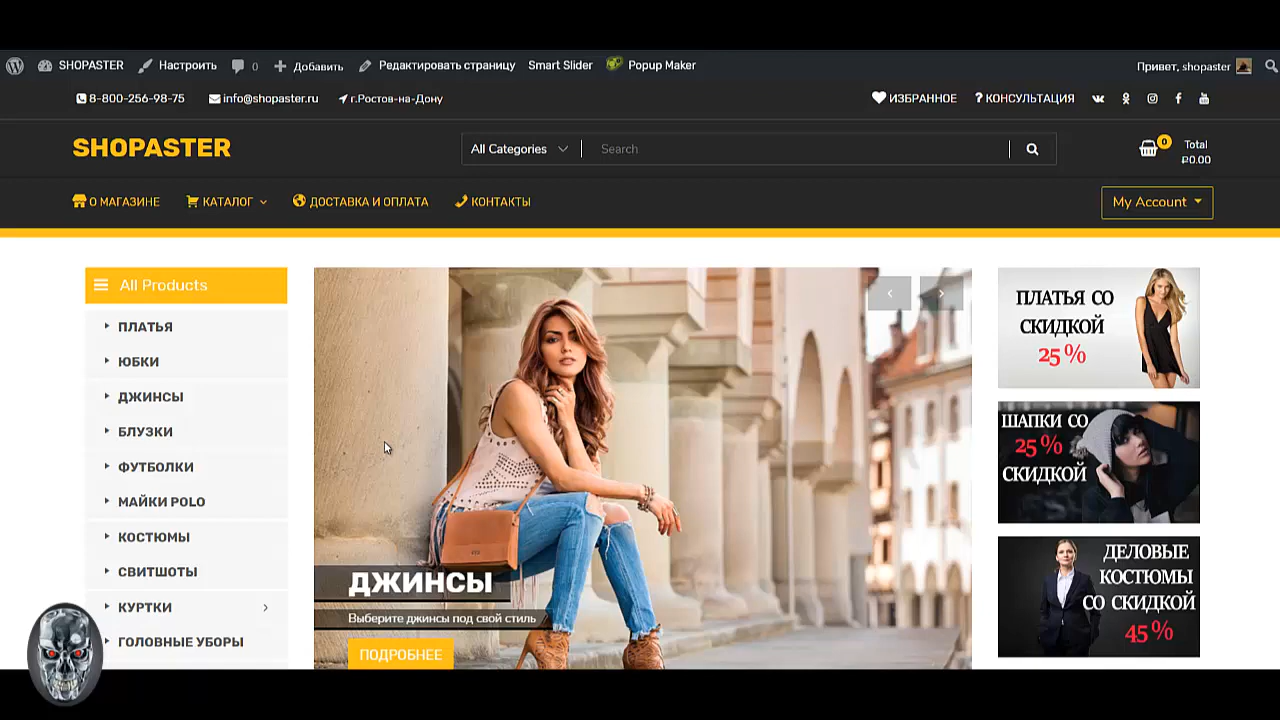 SHOPASTER Настроить 0 Добавить Редактировать страницу Smart Slider Popup Maker Привет, shopaster
8-800-256-98-75 info@shopaster.ru г.Ростов-на-Дону ИЗБРАННОЕ ? КОНСУЛЬТАЦИЯ
SHOPASTER
All Categories Search
0 Total
₽0.00
О МАГАЗИНЕ КАТАЛОГ ДОСТАВКА И ОПЛАТА КОНТАКТЫ My Account
All Products
ПЛАТЬЯ
ЮБКИ
ДЖИНСЫ
БЛУЗКИ
ФУТБОЛКИ
МАЙКИ POLO
КОСТЮМЫ
СВИТШОТЫ
КУРТКИ
ГОЛОВНЫЕ УБОРЫ
ДЖИНСЫ
Выберите джинсы под свой стиль
ПОДРОБНЕЕ
ПЛАТЬЯ СО
СКИДКОЙ
25%
ШАПКИ СО
25%
СКИДКОЙ
ДЕЛОВЫЕ
КОСТЮМЫ
СО СКИДКОЙ
45%